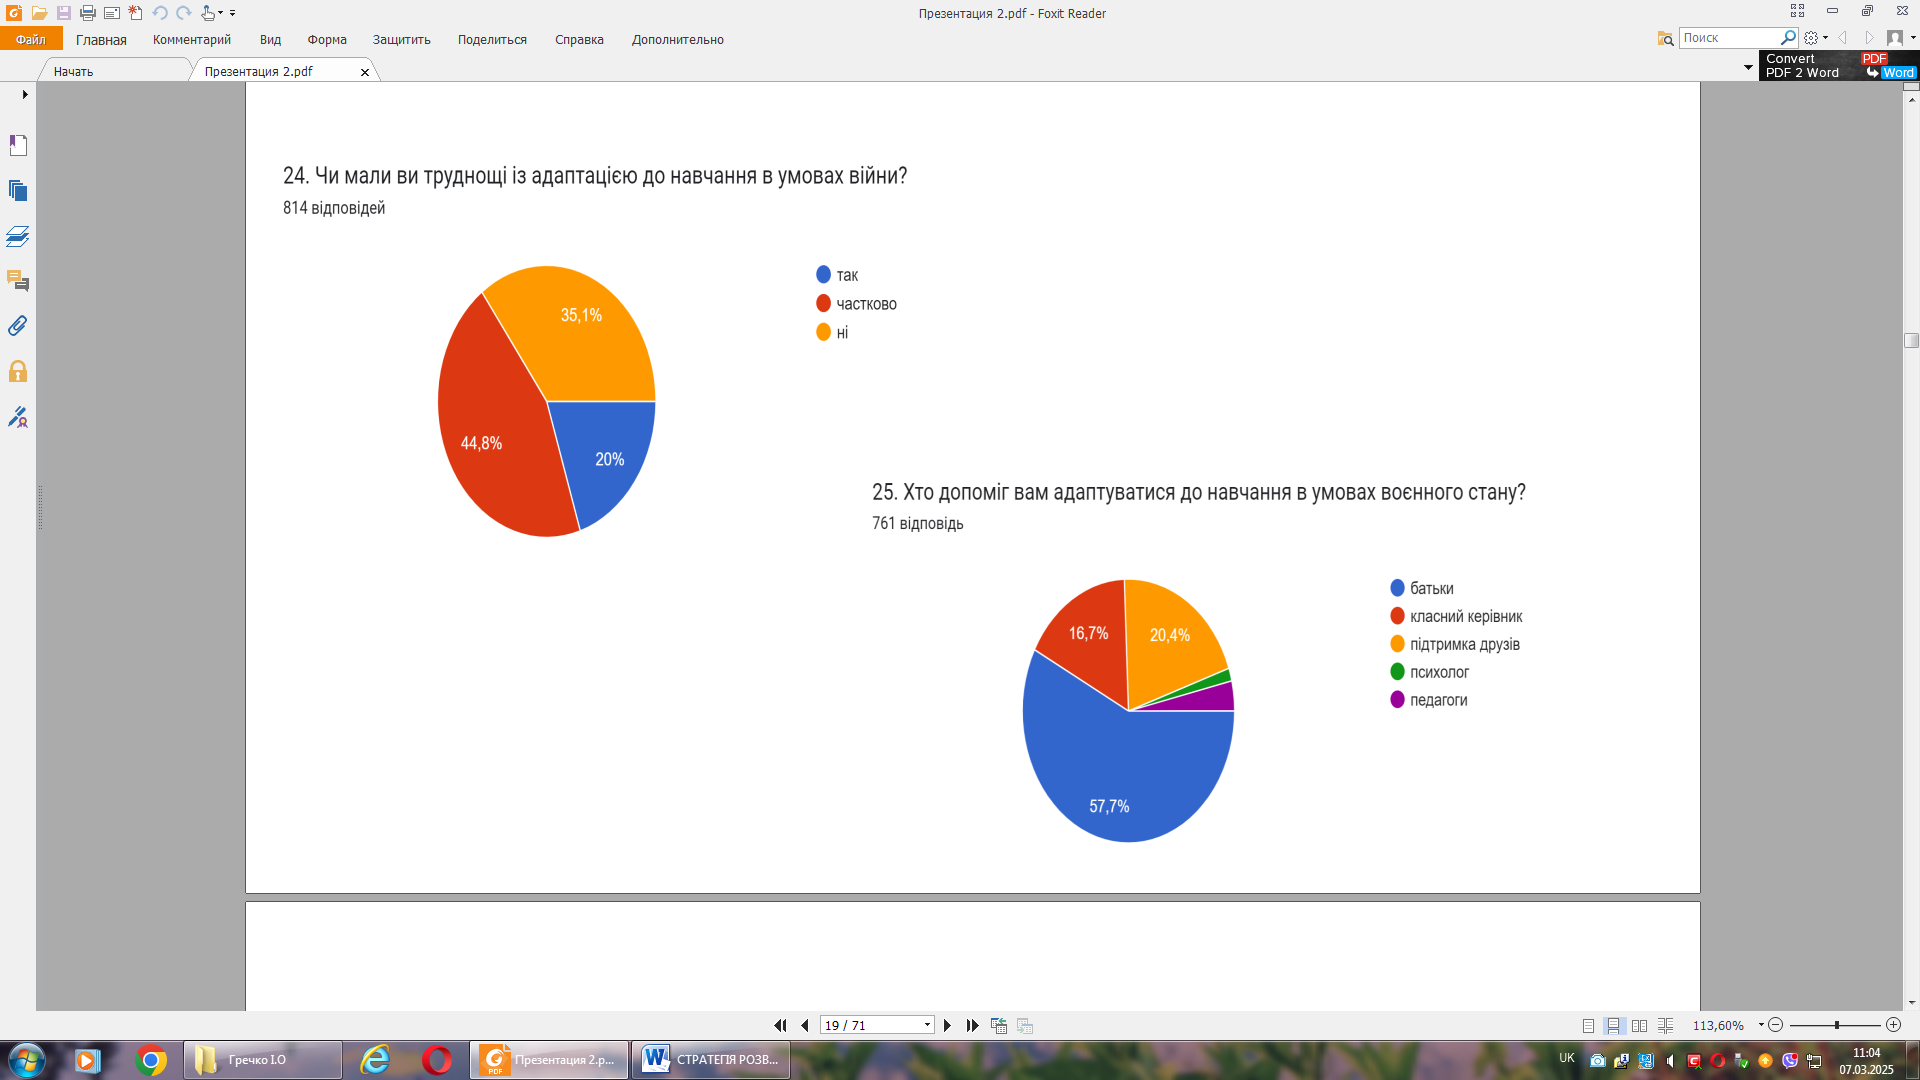 Презентация 2.pdf - Foxit Reader
Файл Главная Комментарий Вид Форма Защитить Поделиться Справка Дополнительно
Поиск
Начать
Презентация 2.pdf
Convert PDF
PDF 2 Word Word
24. Чи мали ви труднощі із адаптацією до навчання в умовах війни?
814 відповідей
так
частково
ні
35,1%
44,8%
20%
25. Хто допоміг вам адаптуватися до навчання в умовах воєнного стану?
761 відповідь
батьки
класний керівник
підтримка друзів
психолог
педагоги
16,7%
20,4%
57,7%
19 / 71
113,60%
Гречко І.О
PDF
Презентация 2.p...
СТРАТЕГІЯ РОЗВ...
UK
11:04
07.03.2025